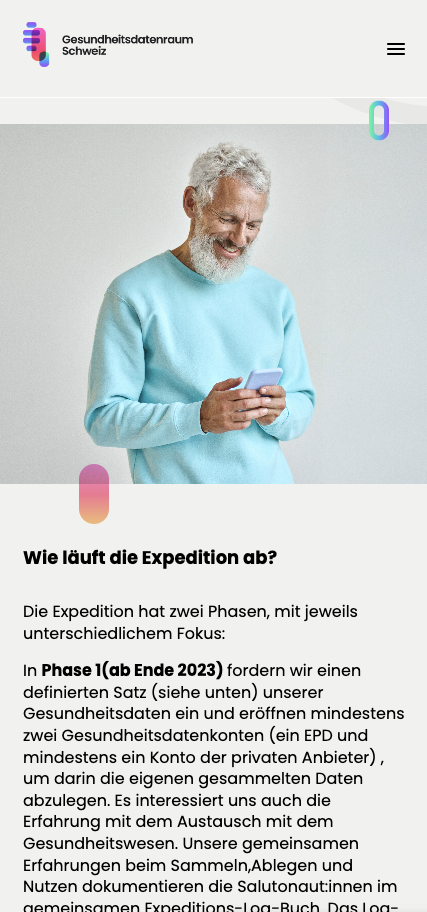 Gesundheitsdatenraum
Schweiz
Wie läuft die Expedition ab?
Die Expedition hat zwei Phasen, mit jeweils
unterschiedlichem Fokus:
In Phase 1(ab Ende 2023) fordern wir einen
definierten Satz (siehe unten) unserer
Gesundheitsdaten ein und eröffnen mindestens
zwei Gesundheitsdatenkonten (ein EPD und
mindestens ein Konto der privaten Anbieter) ,
um darin die eigenen gesammelten Daten
abzulegen. Es interessiert uns auch die
Erfahrung mit dem Austausch mit dem
Gesundheitswesen. Unsere gemeinsamen
Erfahrungen beim Sammeln,Ablegen und
Nutzen dokumentieren die Salutonaut:innen im
gemeinsamen Expeditions-Log-Buch. Das Log-